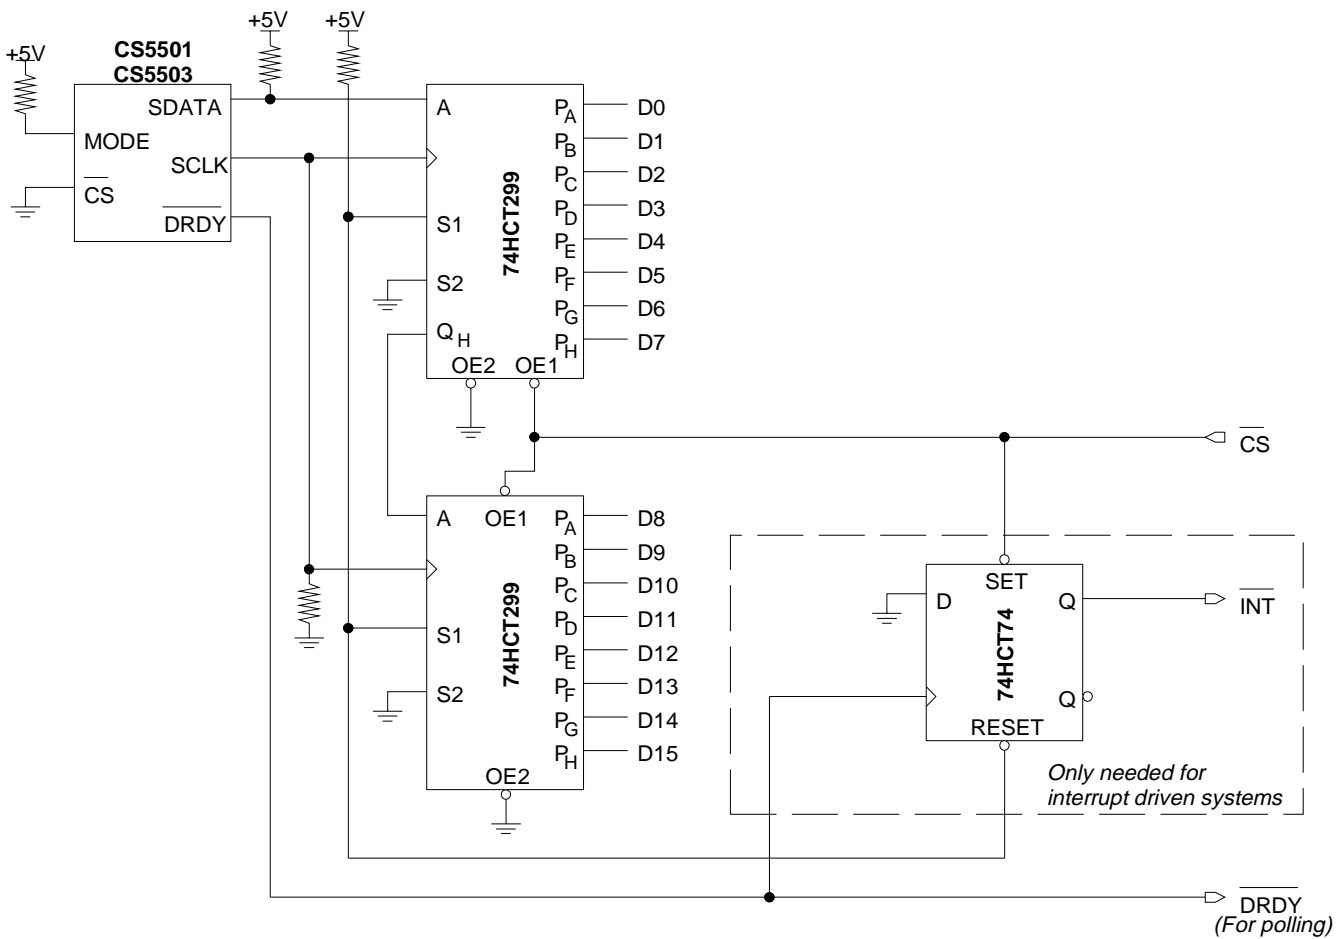 +5V
+5V
+5V
CS5501
CS5503
SDATA
MODE
SCLK
CS
DRDY
A
S1
S2
QH
OE2
OE1
74HCT299
PA
D0
PB
D1
PC
D2
PD
D3
PE
D4
PF
D5
PG
D6
PH
D7
CS
A
OE1
S1
S2
OE2
74HCT299
PA
D8
PB
D9
PC
D10
PD
D11
PE
D12
PF
D13
PG
D14
PH
D15
SET
D
Q
74HCT74
Q
RESET
INT
Only needed for
interrupt driven systems
DRDY
(For polling)